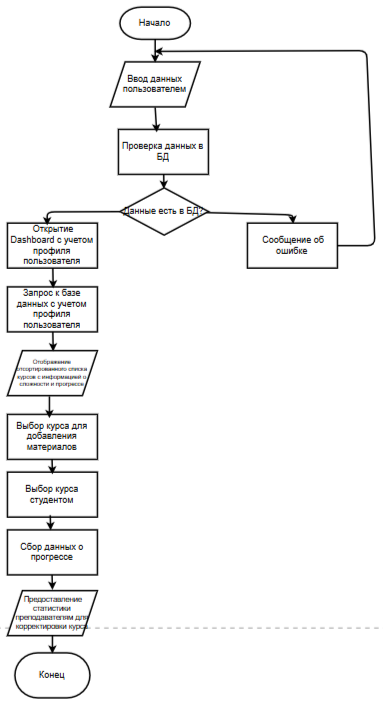 Начало
Ввод данных
пользователем
Проверка данных в
БД
Данные есть в БД?
Открытие
Dashboard с учетом
профиля
пользователя
Сообщение об
ошибке
Запрос к базе
данных с учетом
профиля
пользователя
Отображение
отсортированного списка
курсов с информацией о
сложности и прогрессе
Выбор курса для
добавления
материалов
Выбор курса
студентом
Сбор данных о
прогрессе
Предоставление
статистики
преподавателям для
корректировки курса
Конец